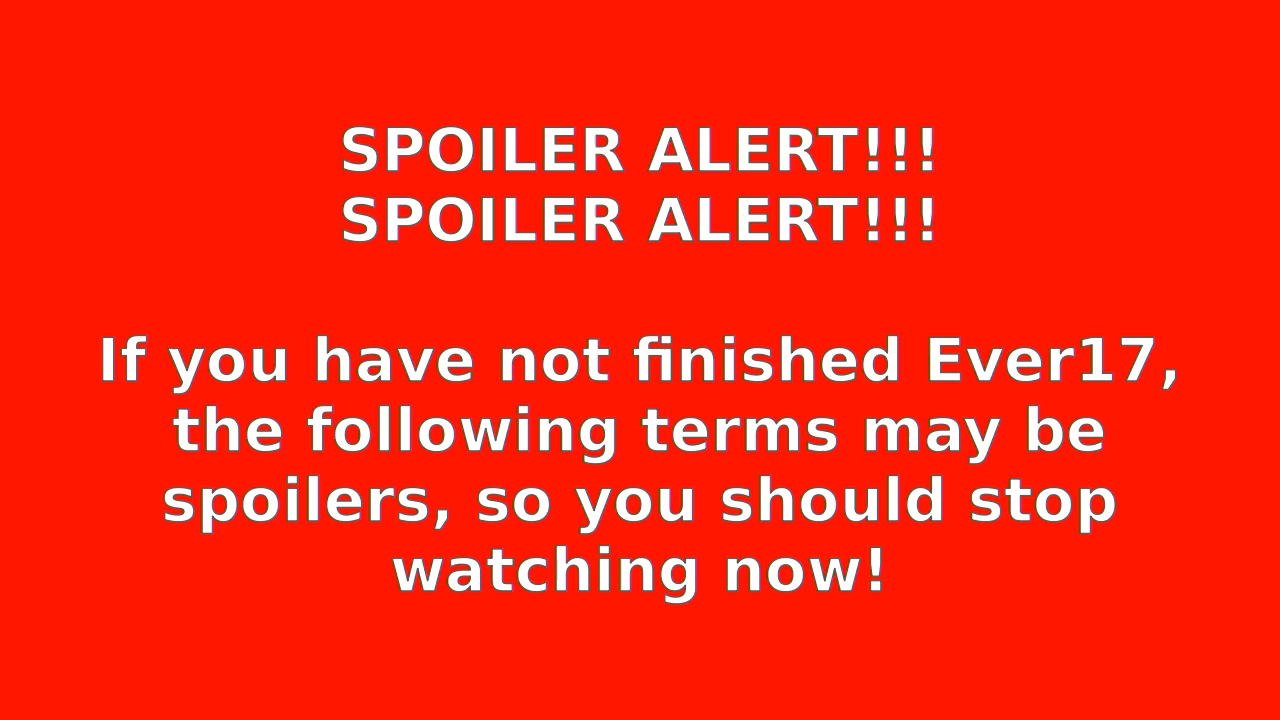 SPOILER ALERT!!!
SPOILER ALERT!!!
If you have not finished Ever17,
the following terms may be
spoilers, so you should stop
watching now!